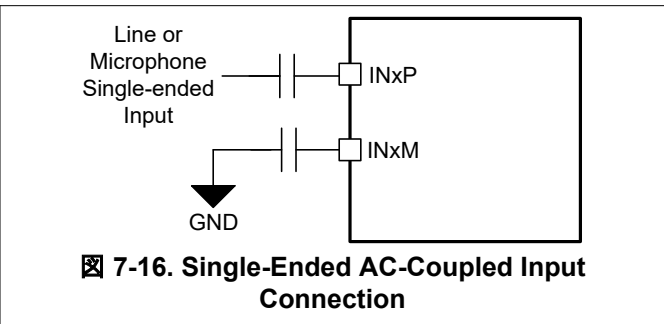 Line or
Microphone
Single-ended
Input
INxP
INxM
GND
図 7-16. Single-Ended AC-Coupled Input
Connection